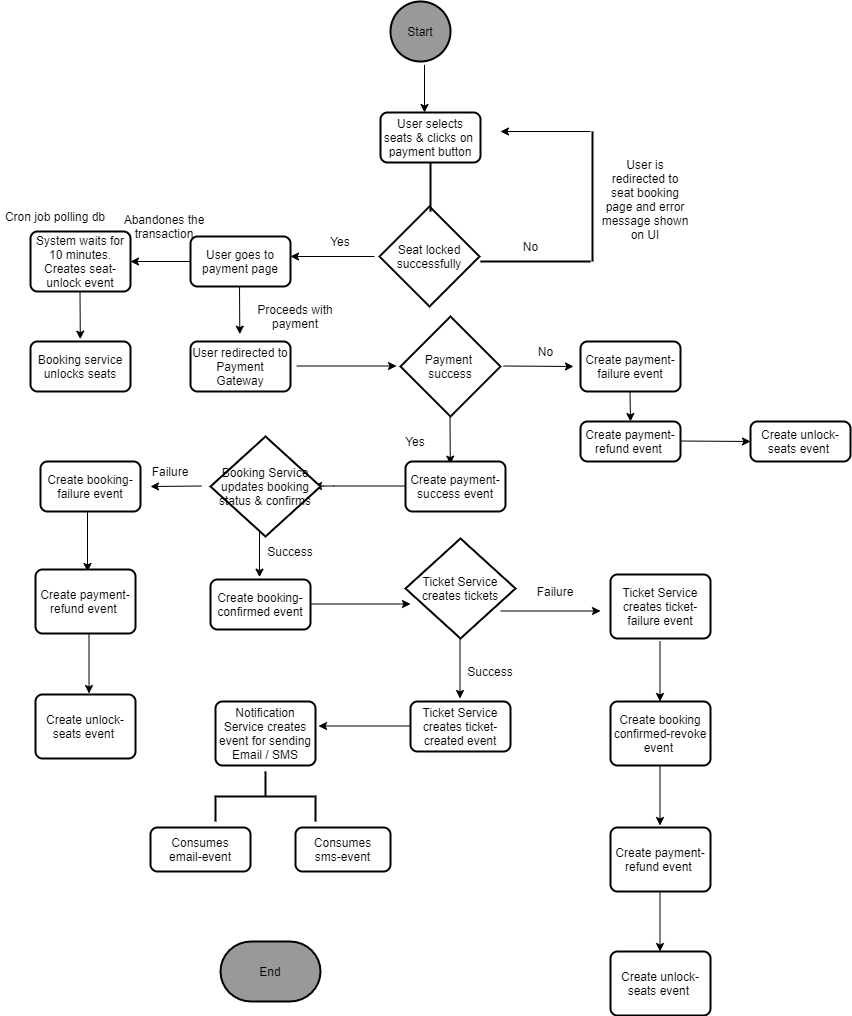 Start
User selects
seats & clicks on
payment button
User is
redirected to
seat booking
page and error
message shown
on UI
Seat locked
successfully
No
Yes
Cron job polling db
Abandones the
transaction
System waits for
10 minutes.
Creates seat-
unlock event
User goes to
payment page
Proceeds with
payment
Booking service
unlocks seats
User redirected to
Payment
Gateway
Payment
success
No
Create payment-
failure event
Create payment-
refund event
Create unlock-
seats event
Yes
Create payment-
success event
Booking Service
updates booking
status & confirms
Failure
Create booking-
failure event
Success
Create payment-
refund event
Create booking-
confirmed event
Ticket Service
creates tickets
Failure
Ticket Service
creates ticket-
failure event
Success
Create unlock-
seats event
Notification
Service creates
event for sending
Email / SMS
Ticket Service
creates ticket-
created event
Create booking
confirmed-revoke
event
Consumes
email-event
Consumes
sms-event
Create payment-
refund event
End
Create unlock-
seats event